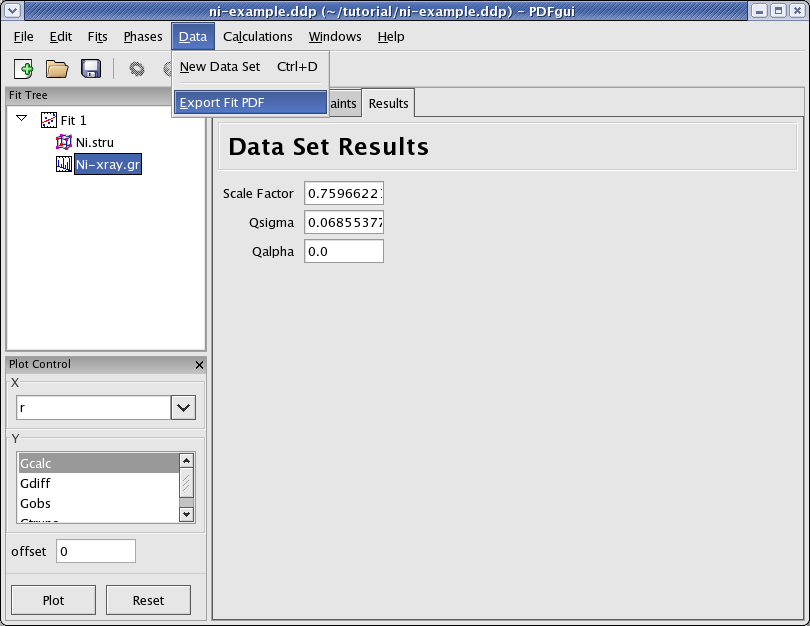 ni-example.ddp (~/tutorial/ni-example.ddp) - PDFgui
File Edit Fits Phases Data Calculations Windows Help
New Data Set Ctrl+D
Export Fit PDF
Fit Tree
Fit 1
Ni.stru
Ni-xray.gr
aints Results
Data Set Results
Scale Factor 0.7596622
Qsigma 0.06855377
Qalpha 0.0
Plot Control
X
r
Y
Gcalc
Gdiff
Gobs
offset 0
Plot Reset